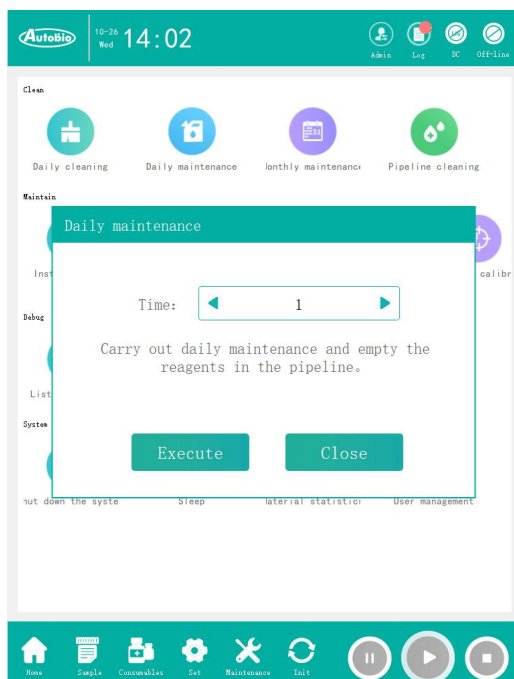 AutoBio
10-26
Wed
14:02
Admin
Log
DC
Off-line
Clean
Daily cleaning
Daily maintenance
lonthly maintenance
Pipeline cleaning
Maintain
Daily maintenance
Inst
calibr
Time:
1
Debug
Carry out daily maintenance and empty the
reagents in the pipeline。
List
System
Execute
Close
hut down the syste
Sleep
aterial statistic
User management
Home
Sample
Consumables
Set
Maintenance
Init